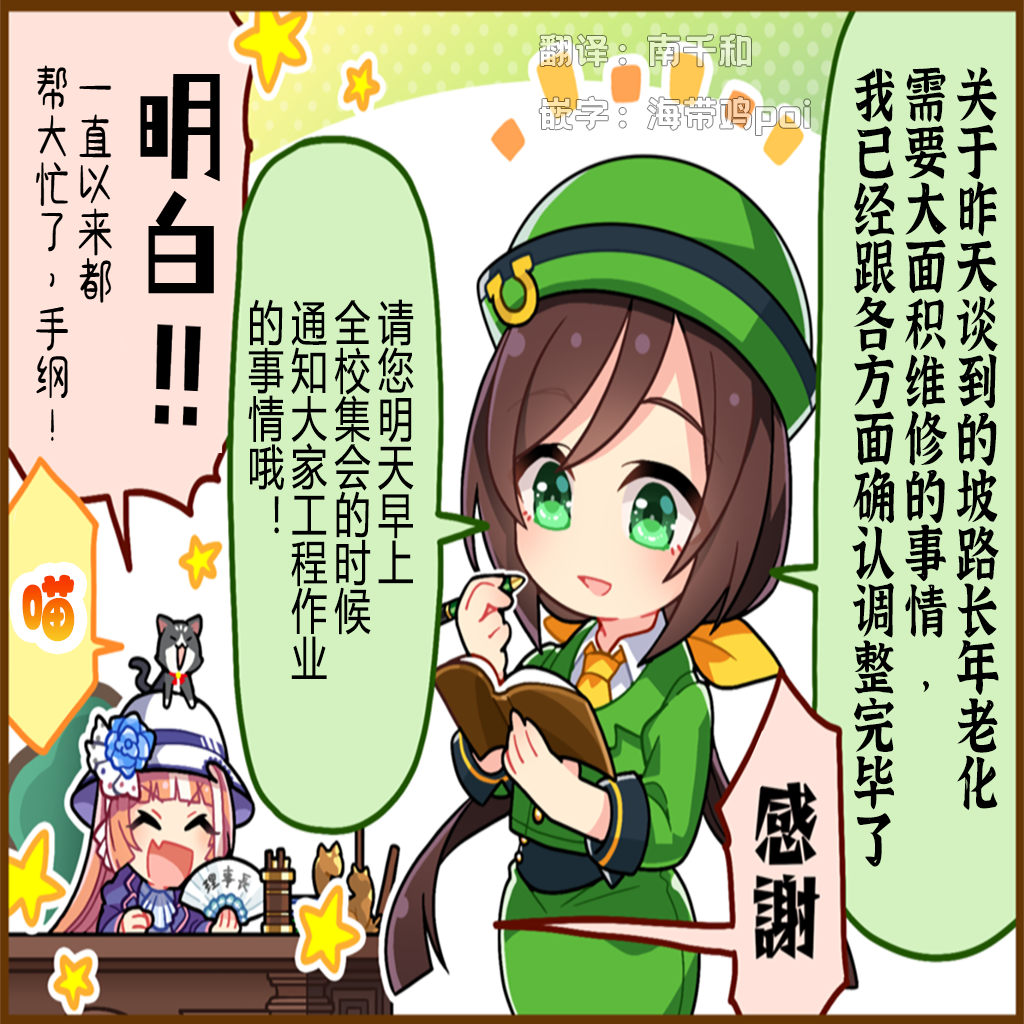 翻译：南千和
嵌字：海带鸡poi
关于昨天谈到的坡路长年老化
需要大面积维修的事情，
我已经跟各方面确认调整完毕了
感謝
请您明天早上
全校集会的时候
通知大家工程作业
的事情哦！
明白!!
一直以来都
帮大忙了，手纲！
喵
理事長